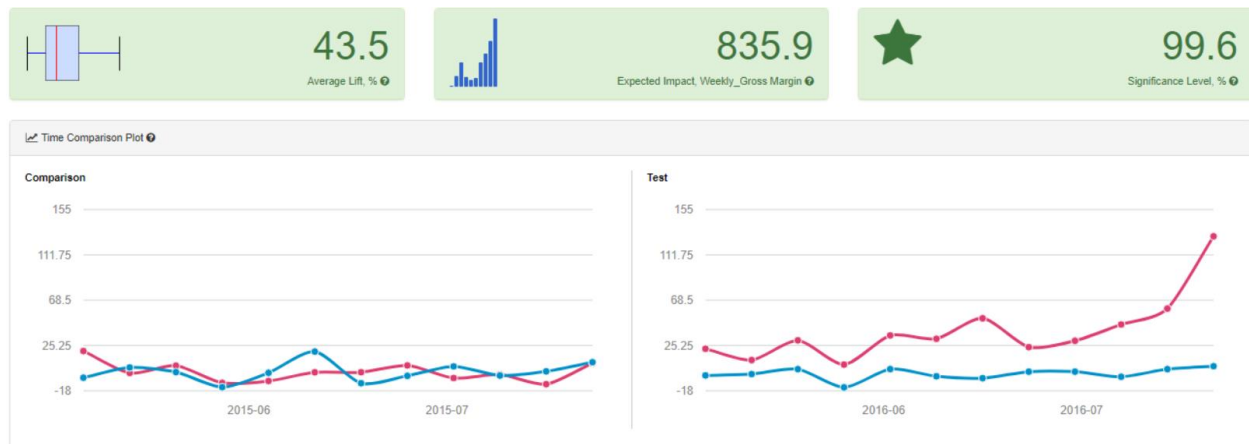 43.5
Average Lift, %
835.9
Expected Impact, Weekly_Gross Margin
99.6
Significance Level, %
Time Comparison Plot
Comparison
155
111.75
68.5
25.25
-18
2015-06 2015-07
Test
155
111.75
68.5
25.25
-18
2016-06 2016-07